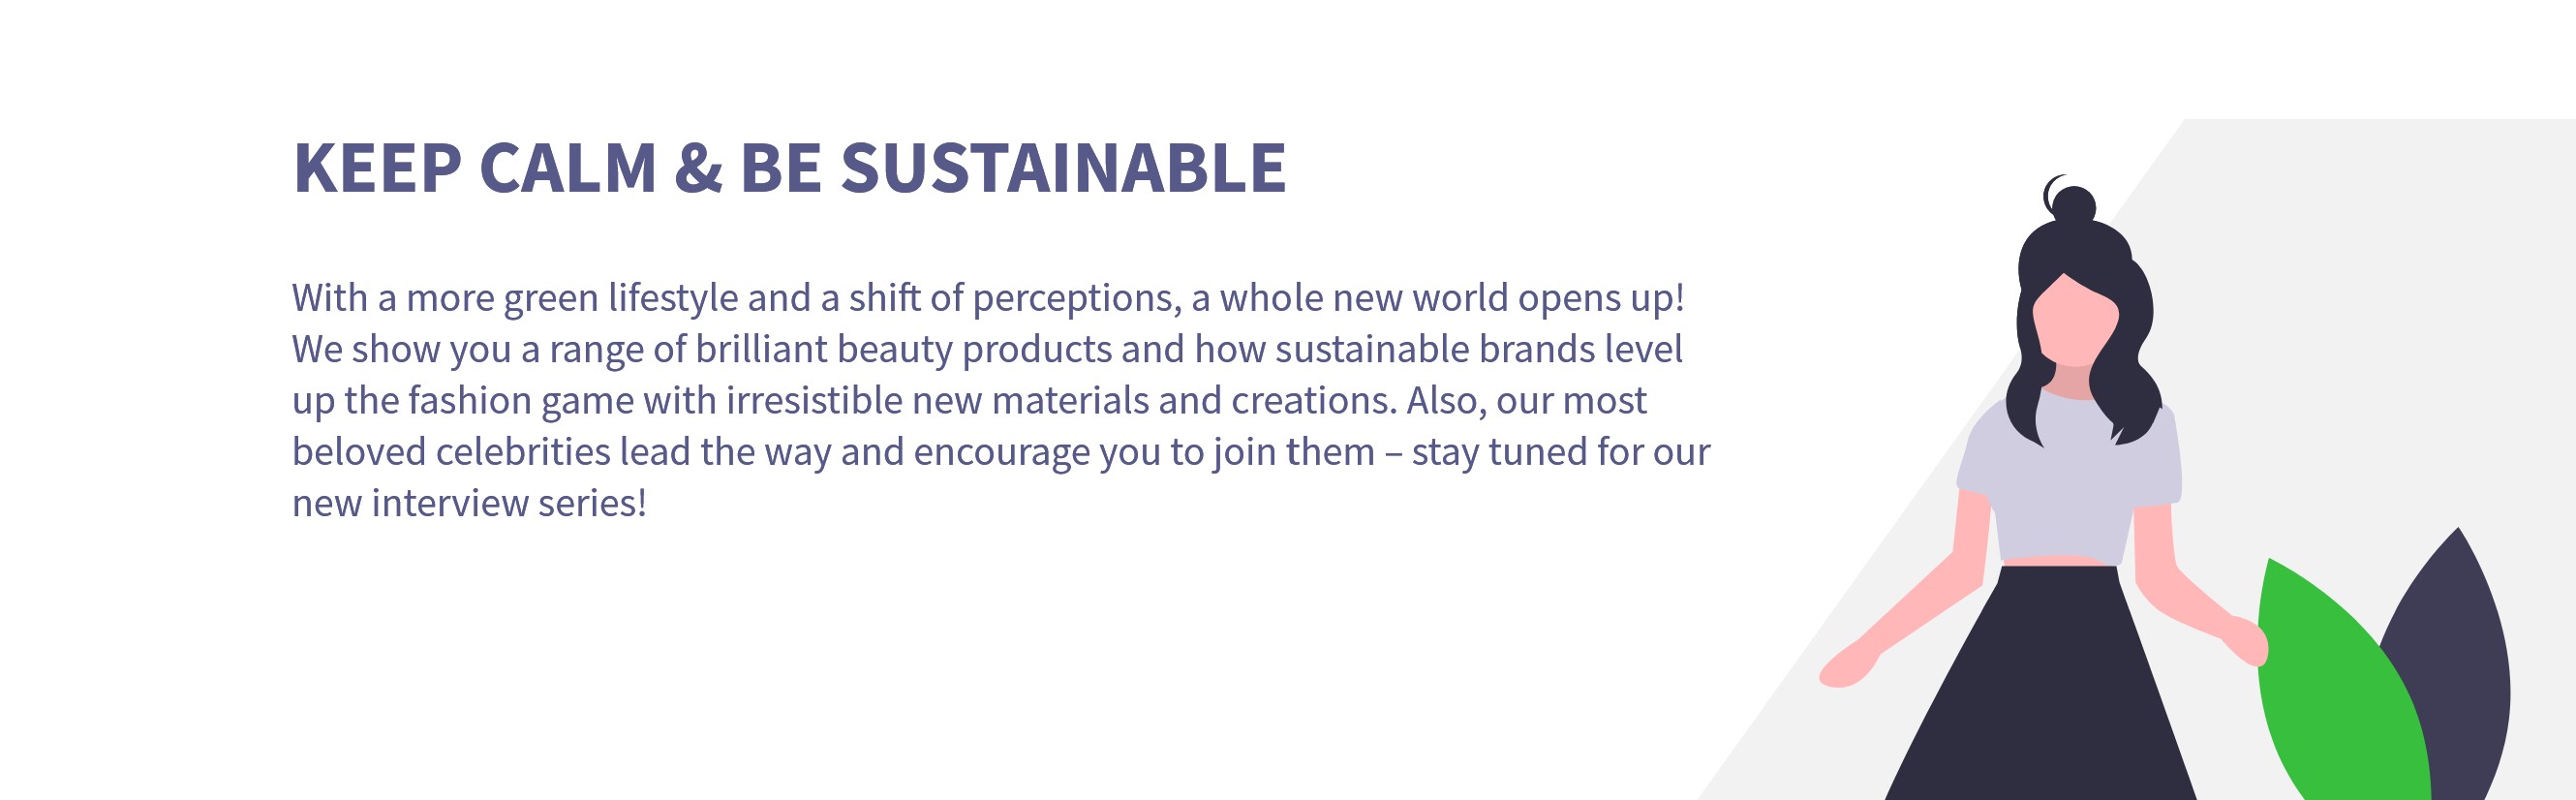 KEEP CALM & BE SUSTAINABLE
With a more green lifestyle and a shift of perceptions, a whole new world opens up!
We show you a range of brilliant beauty products and how sustainable brands level
up the fashion game with irresistible new materials and creations. Also, our most
beloved celebrities lead the way and encourage you to join them – stay tuned for our
new interview series!